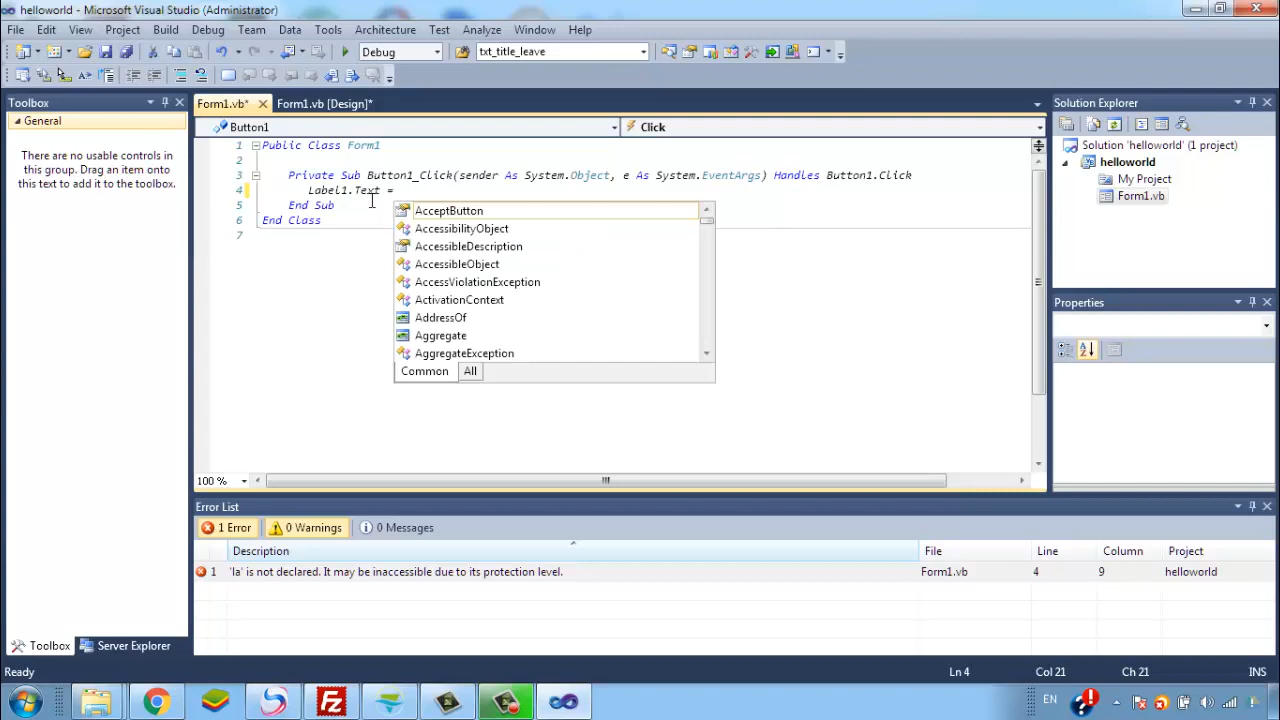 helloworld - Microsoft Visual Studio (Administrator)
File Edit View Project Build Debug Team Data Tools Architecture Test Analyze Window Help
Debug txt_title_leave
Toolbox
General
There are no usable controls in
this group. Drag an item onto
this text to add it to the toolbox.
Toolbox Server Explorer
Form1.vb* Form1.vb [Design]*
Button1 Click
1 Public Class Form1
2
3 Private Sub Button1_Click(sender As System.Object, e As System.EventArgs) Handles Button1.Click
4 Label1.Text =
5 End Sub
6 End Class
7
AcceptButton
AccessibilityObject
AccessibleDescription
AccessibleObject
AccessViolationException
ActivationContext
AddressOf
Aggregate
AggregateException
Common All
100 %
Solution Explorer
Solution 'helloworld' (1 project)
helloworld
My Project
Form1.vb
Properties
Error List
1 Error 0 Warnings 0 Messages
Description File Line Column Project
1 'la' is not declared. It may be inaccessible due to its protection level. Form1.vb 4 9 helloworld
Ready Ln 4 Col 21 Ch 21 INS
EN